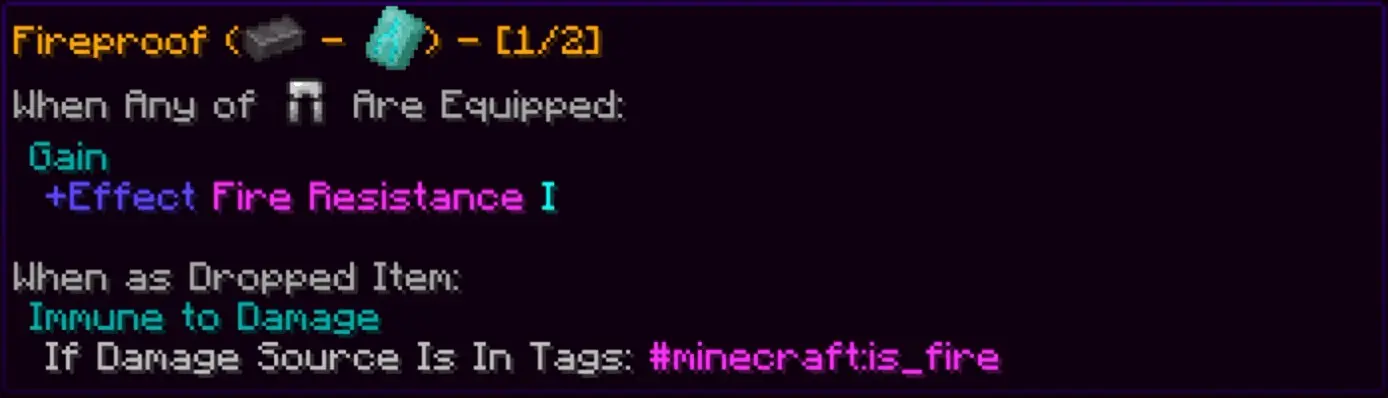 Fireproof ( - ) - [1/2]
When Any of Are Equipped:
Gain
+Effect Fire Resistance I
When as Dropped Item:
Immune to Damage
If Damage Source Is In Tags: #minecraft:is_fire